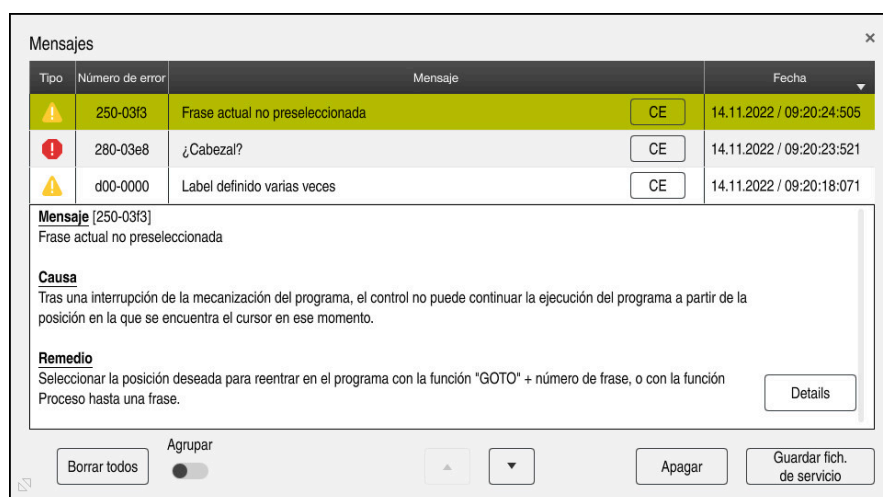 Mensajes
Tipo Número de error Mensaje Fecha
250-03f3 Frase actual no preseleccionada CE 14.11.2022 / 09:20:24:505
280-03e8 ¿Cabezal? CE 14.11.2022 / 09:20:23:521
d00-0000 Label definido varias veces CE 14.11.2022 / 09:20:18:071
Mensaje [250-03f3]
Frase actual no preseleccionada
Causa
Tras una interrupción de la mecanización del programa, el control no puede continuar la ejecución del programa a partir de la
posición en la que se encuentra el cursor en ese momento.
Remedio
Seleccionar la posición deseada para reentrar en el programa con la función "GOTO" + número de frase, o con la función
Proceso hasta una frase.
Details
Borrar todos
Agrupar
Apagar
Guardar fich.
de servicio